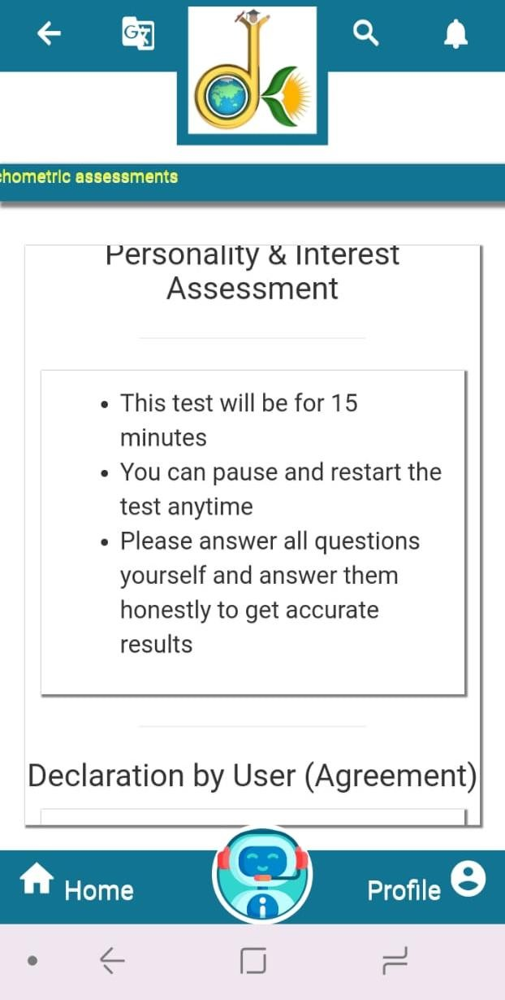 chometric assessments
Personality & Interest
Assessment
• This test will be for 15
minutes
• You can pause and restart the
test anytime
• Please answer all questions
yourself and answer them
honestly to get accurate
results
Declaration by User (Agreement)
Home
Profile